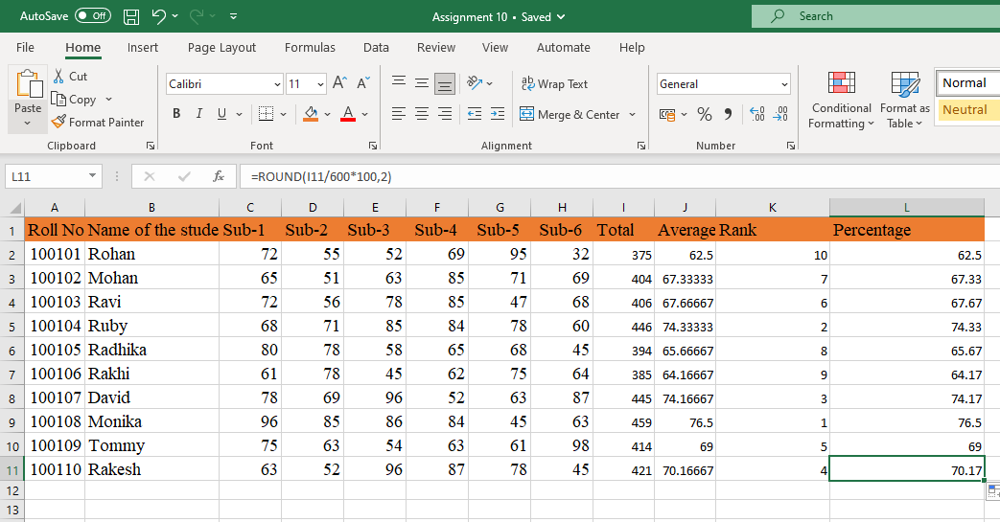 AutoSave Off Assignment 10 • Saved Search
File Home Insert Page Layout Formulas Data Review View Automate Help
Paste Cut Copy Format Painter
Clipboard
Calibri 11 A A
B I U A
Font
Wrap Text
Merge & Center
Alignment
General
% 9
Number
Conditional Formatting
Format as Table
Normal
Neutral
L11 fx =ROUND(I11/600*100,2)
A B C D E F G H I J K L
1 Roll No Name of the stude Sub-1 Sub-2 Sub-3 Sub-4 Sub-5 Sub-6 Total Average Rank Percentage
2 100101 Rohan 72 55 52 69 95 32 375 62.5 10 62.5
3 100102 Mohan 65 51 63 85 71 69 404 67.33333 7 67.33
4 100103 Ravi 72 56 78 85 47 68 406 67.66667 6 67.67
5 100104 Ruby 68 71 85 84 78 60 446 74.33333 2 74.33
6 100105 Radhika 80 78 58 65 68 45 394 65.66667 8 65.67
7 100106 Rakhi 61 78 45 62 75 64 385 64.16667 9 64.17
8 100107 David 78 69 96 52 63 87 445 74.16667 3 74.17
9 100108 Monika 96 85 86 84 45 63 459 76.5 1 76.5
10 100109 Tommy 75 63 54 63 61 98 414 69 5 69
11 100110 Rakesh 63 52 96 87 78 45 421 70.16667 4 70.17
12
13